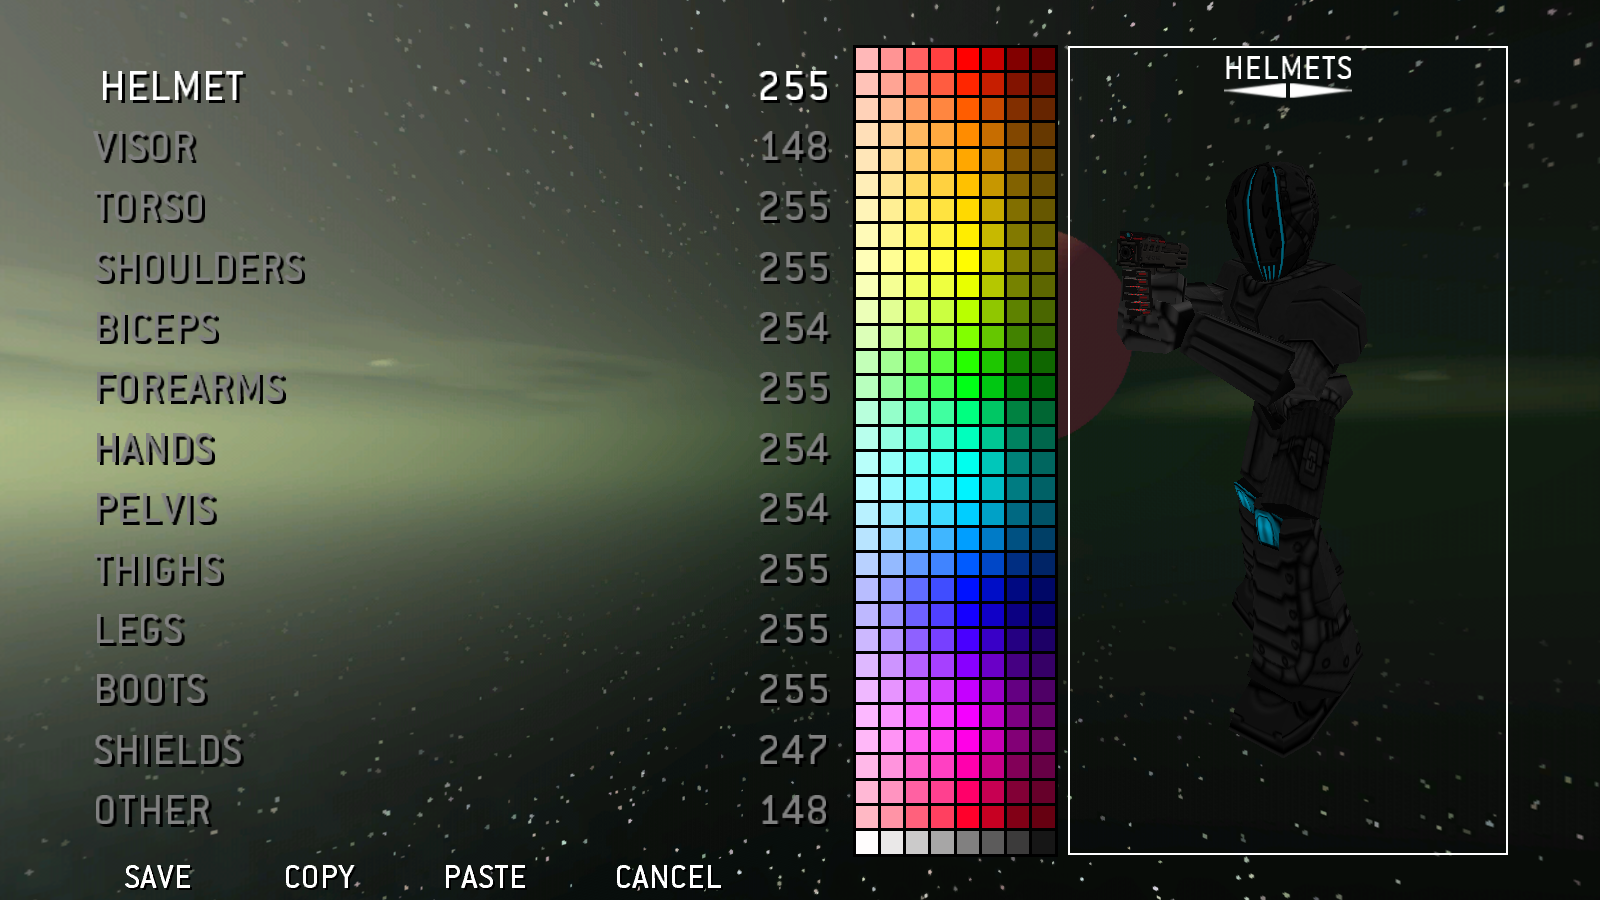 HELMET 255
VISOR 148
TORSO 255
SHOULDERS 255
BICEPS 254
FOREARMS 255
HANDS 254
PELVIS 254
THIGHS 255
LEGS 255
BOOTS 255
SHIELDS 247
OTHER 148
SAVE COPY PASTE CANCEL
HELMETS